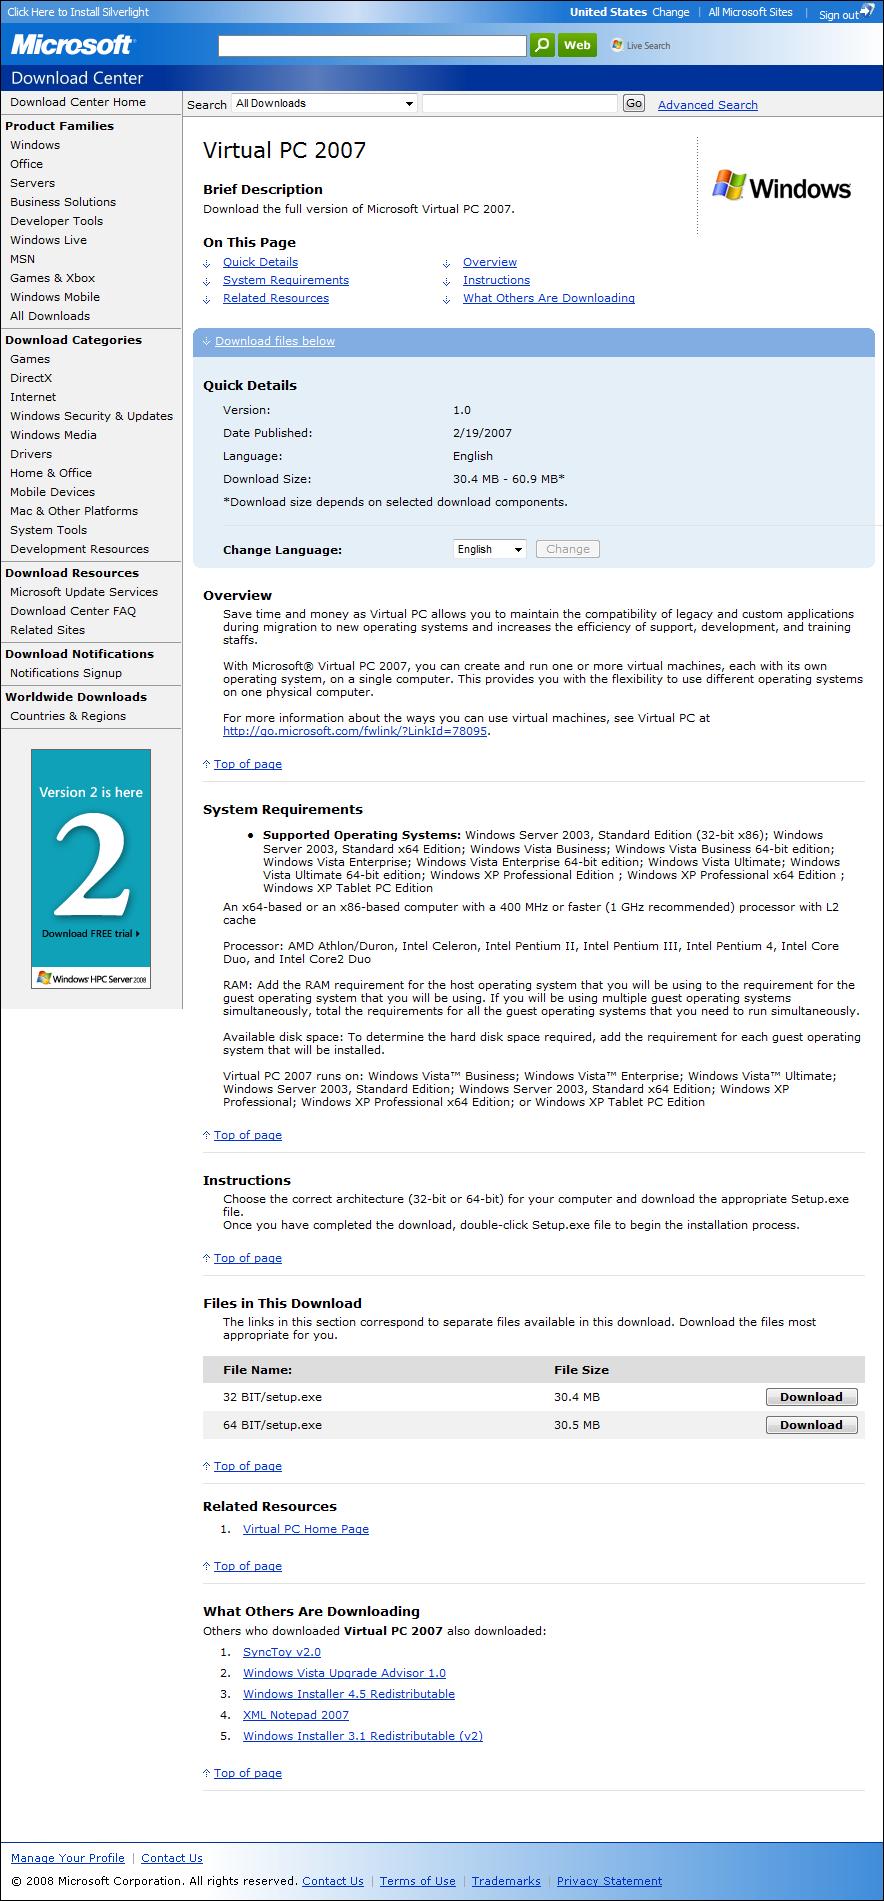 Click Here to Install Silverlight
United States Change | All Microsoft Sites | Sign out
Microsoft
Web
Live Search
Download Center
Download Center Home
Product Families
Windows
Office
Servers
Business Solutions
Developer Tools
Windows Live
MSN
Games & Xbox
Windows Mobile
All Downloads
Download Categories
Games
DirectX
Internet
Windows Security & Updates
Windows Media
Drivers
Home & Office
Mobile Devices
Mac & Other Platforms
System Tools
Development Resources
Download Resources
Microsoft Update Services
Download Center FAQ
Related Sites
Download Notifications
Notifications Signup
Worldwide Downloads
Countries & Regions
Version 2 is here
2
Download FREE trial
Windows HPC Server 2008
Search All Downloads Go Advanced Search
Virtual PC 2007
Windows
Brief Description
Download the full version of Microsoft Virtual PC 2007.
On This Page
Quick Details Overview
System Requirements Instructions
Related Resources What Others Are Downloading
Download files below
Quick Details
Version: 1.0
Date Published: 2/19/2007
Language: English
Download Size: 30.4 MB - 60.9 MB*
*Download size depends on selected download components.
Change Language: English Change
Overview
Save time and money as Virtual PC allows you to maintain the compatibility of legacy and custom applications
during migration to new operating systems and increases the efficiency of support, development, and training
staffs.
With Microsoft® Virtual PC 2007, you can create and run one or more virtual machines, each with its own
operating system, on a single computer. This provides you with the flexibility to use different operating systems
on one physical computer.
For more information about the ways you can use virtual machines, see Virtual PC at
http://go.microsoft.com/fwlink/?LinkId=78095.
Top of page
System Requirements
• Supported Operating Systems: Windows Server 2003, Standard Edition (32-bit x86); Windows
Server 2003, Standard x64 Edition; Windows Vista Business; Windows Vista Business 64-bit edition;
Windows Vista Enterprise; Windows Vista Enterprise 64-bit edition; Windows Vista Ultimate; Windows
Vista Ultimate 64-bit edition; Windows XP Professional Edition ; Windows XP Professional x64 Edition ;
Windows XP Tablet PC Edition
An x64-based or an x86-based computer with a 400 MHz or faster (1 GHz recommended) processor with L2
cache
Processor: AMD Athlon/Duron, Intel Celeron, Intel Pentium II, Intel Pentium III, Intel Pentium 4, Intel Core
Duo, and Intel Core2 Duo
RAM: Add the RAM requirement for the host operating system that you will be using to the requirement for the
guest operating system that you will be using. If you will be using multiple guest operating systems
simultaneously, total the requirements for all the guest operating systems that you need to run simultaneously.
Available disk space: To determine the hard disk space required, add the requirement for each guest operating
system that will be installed.
Virtual PC 2007 runs on: Windows Vista™ Business; Windows Vista™ Enterprise; Windows Vista™ Ultimate;
Windows Server 2003, Standard Edition; Windows Server 2003, Standard x64 Edition; Windows XP
Professional; Windows XP Professional x64 Edition; or Windows XP Tablet PC Edition
Top of page
Instructions
Choose the correct architecture (32-bit or 64-bit) for your computer and download the appropriate Setup.exe
file.
Once you have completed the download, double-click Setup.exe file to begin the installation process.
Top of page
Files in This Download
The links in this section correspond to separate files available in this download. Download the files most
appropriate for you.
File Name: File Size
32 BIT/setup.exe 30.4 MB Download
64 BIT/setup.exe 30.5 MB Download
Top of page
Related Resources
1. Virtual PC Home Page
Top of page
What Others Are Downloading
Others who downloaded Virtual PC 2007 also downloaded:
1. SyncToy v2.0
2. Windows Vista Upgrade Advisor 1.0
3. Windows Installer 4.5 Redistributable
4. XML Notepad 2007
5. Windows Installer 3.1 Redistributable (v2)
Top of page
Manage Your Profile | Contact Us
© 2008 Microsoft Corporation. All rights reserved. Contact Us | Terms of Use | Trademarks | Privacy Statement